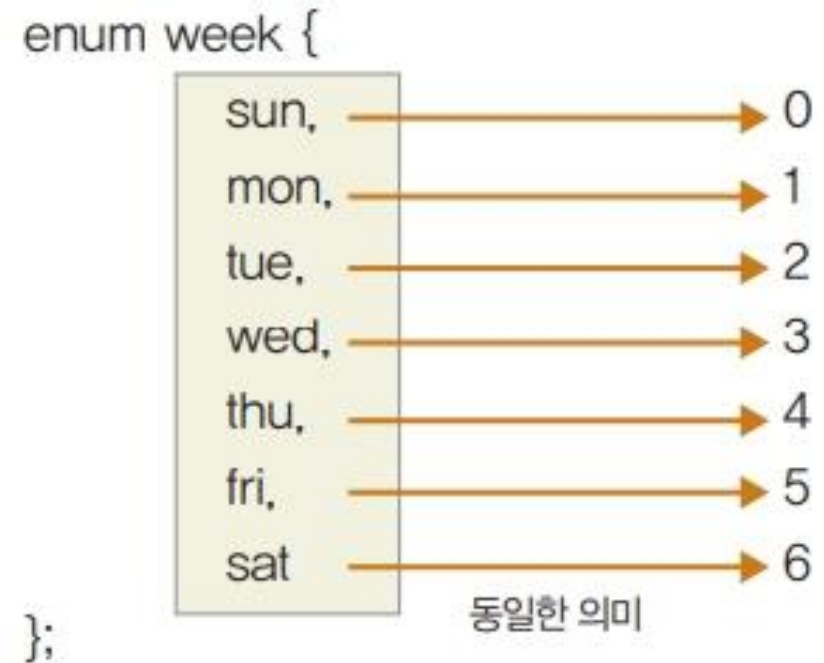 enum week {
sun, 0
mon, 1
tue, 2
wed, 3
thu, 4
fri, 5
sat 6
동일한 의미
};